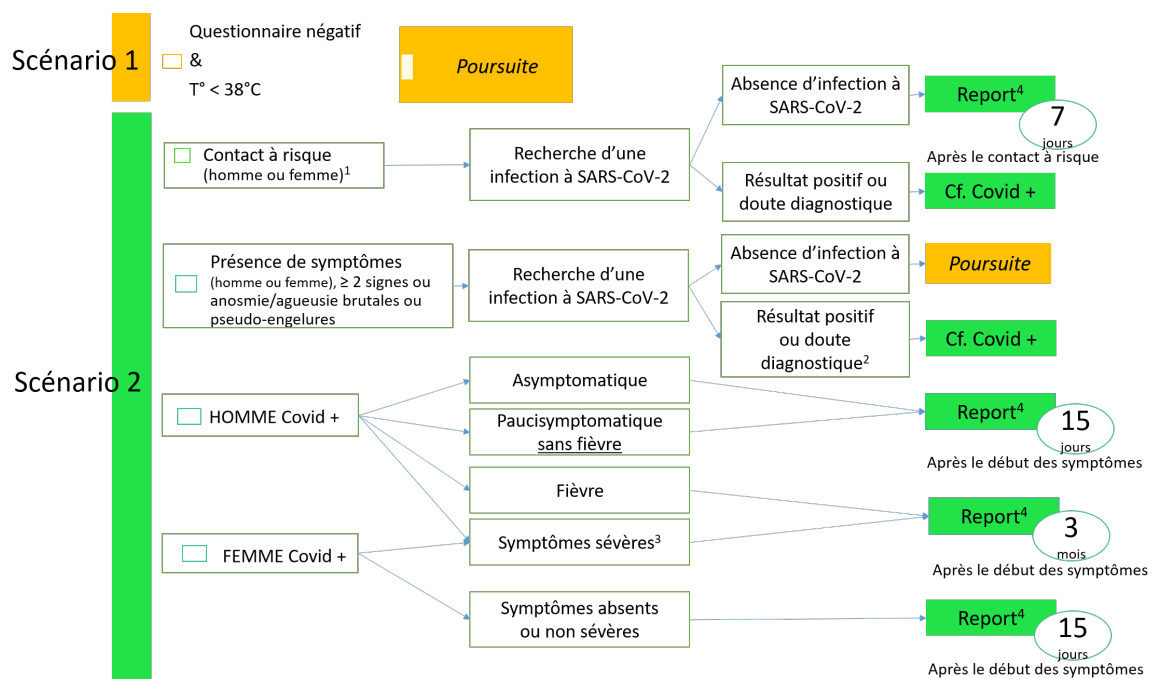 Scénario 1
Questionnaire négatif
&
T° < 38°C
Poursuite
Scénario 2
Contact à risque
(homme ou femme)¹
Recherche d’une
infection à SARS-CoV-2
Absence d’infection à
SARS-CoV-2
Report⁴
7
jours
Après le contact à risque
Résultat positif ou
doute diagnostique
Cf. Covid +
Présence de symptômes
(homme ou femme), ≥ 2 signes ou
anosmie/agueusie brutales ou
pseudo-engelures
Recherche d’une
infection à SARS-CoV-2
Absence d’infection à
SARS-CoV-2
Poursuite
Résultat positif
ou doute
diagnostique²
Cf. Covid +
HOMME Covid +
Asymptomatique
Paucisymptomatique
sans fièvre
Report⁴
15
jours
Après le début des symptômes
Fièvre
Symptômes sévères³
Report⁴
3
mois
Après le début des symptômes
FEMME Covid +
Symptômes absents
ou non sévères
Report⁴
15
jours
Après le début des symptômes